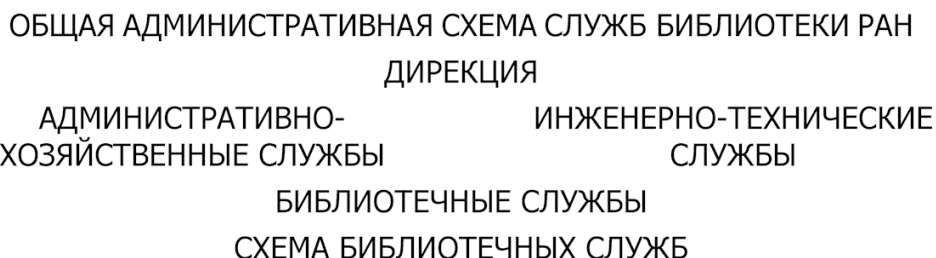 ОБЩАЯ АДМИНИСТРАТИВНАЯ СХЕМА СЛУЖБ БИБЛИОТЕКИ РАН
ДИРЕКЦИЯ
АДМИНИСТРАТИВНО-
ХОЗЯЙСТВЕННЫЕ СЛУЖБЫ
ИНЖЕНЕРНО-ТЕХНИЧЕСКИЕ
СЛУЖБЫ
БИБЛИОТЕЧНЫЕ СЛУЖБЫ
СХЕМА БИБЛИОТЕЧНЫХ СЛУЖБ